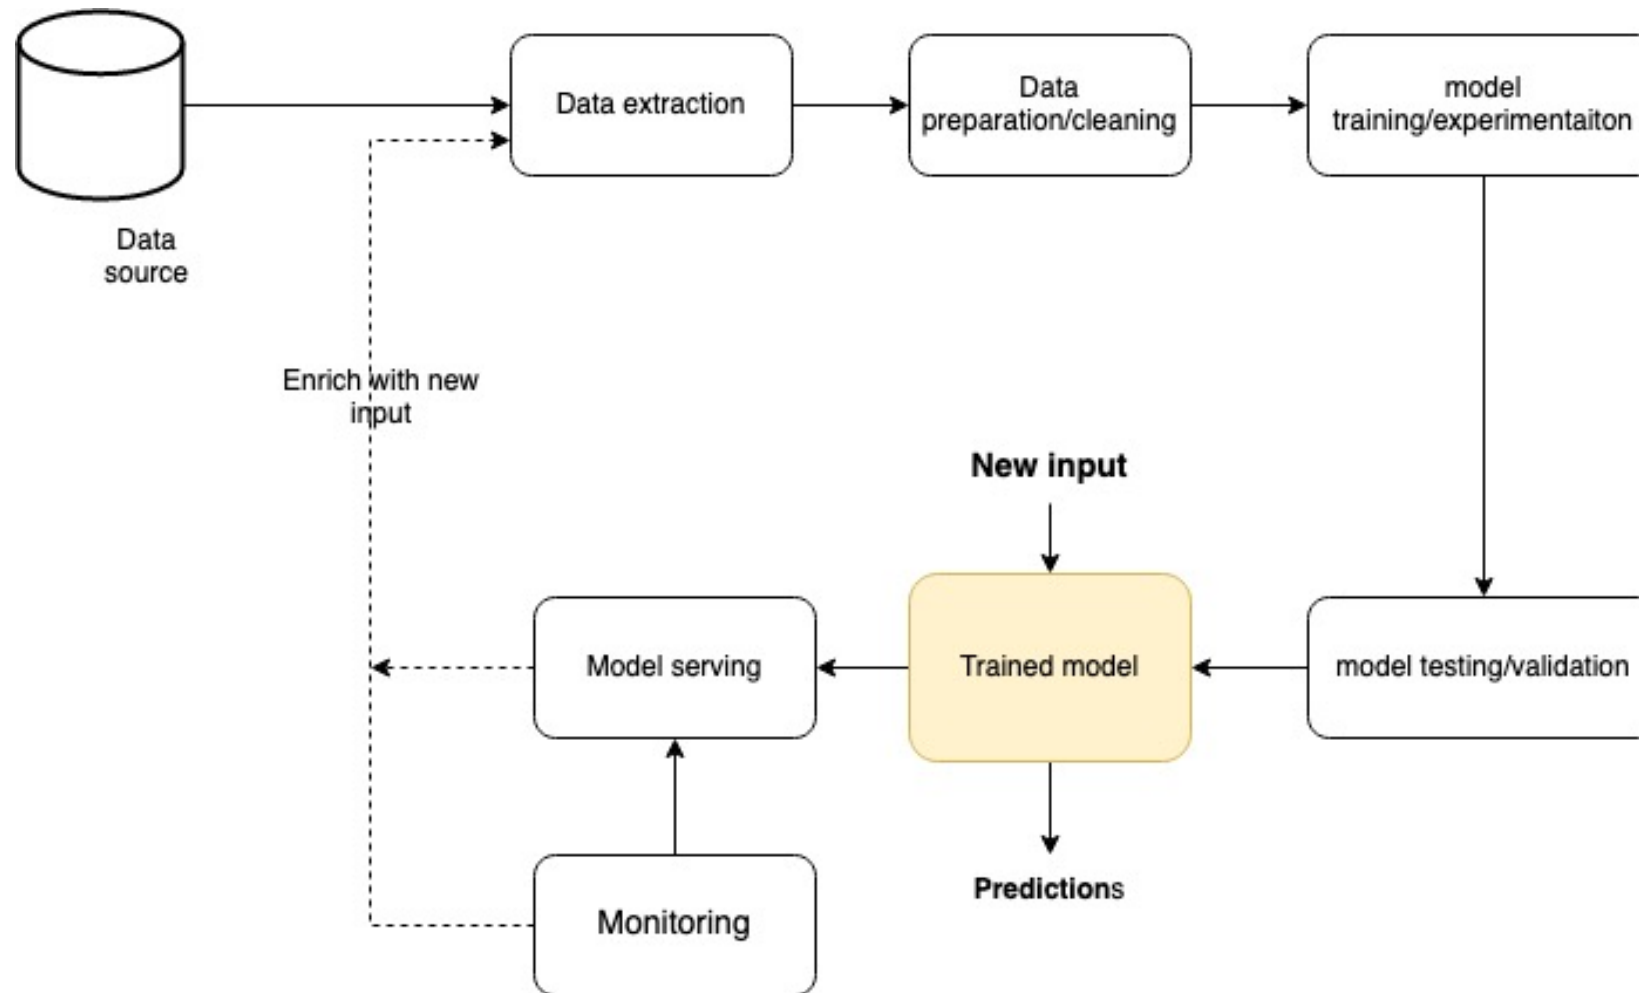 Data extraction
Data
preparation/cleaning
model
training/experimentaiton
Data
source
Enrich with new
input
New input
Model serving
Trained model
model testing/validation
Predictions
Monitoring